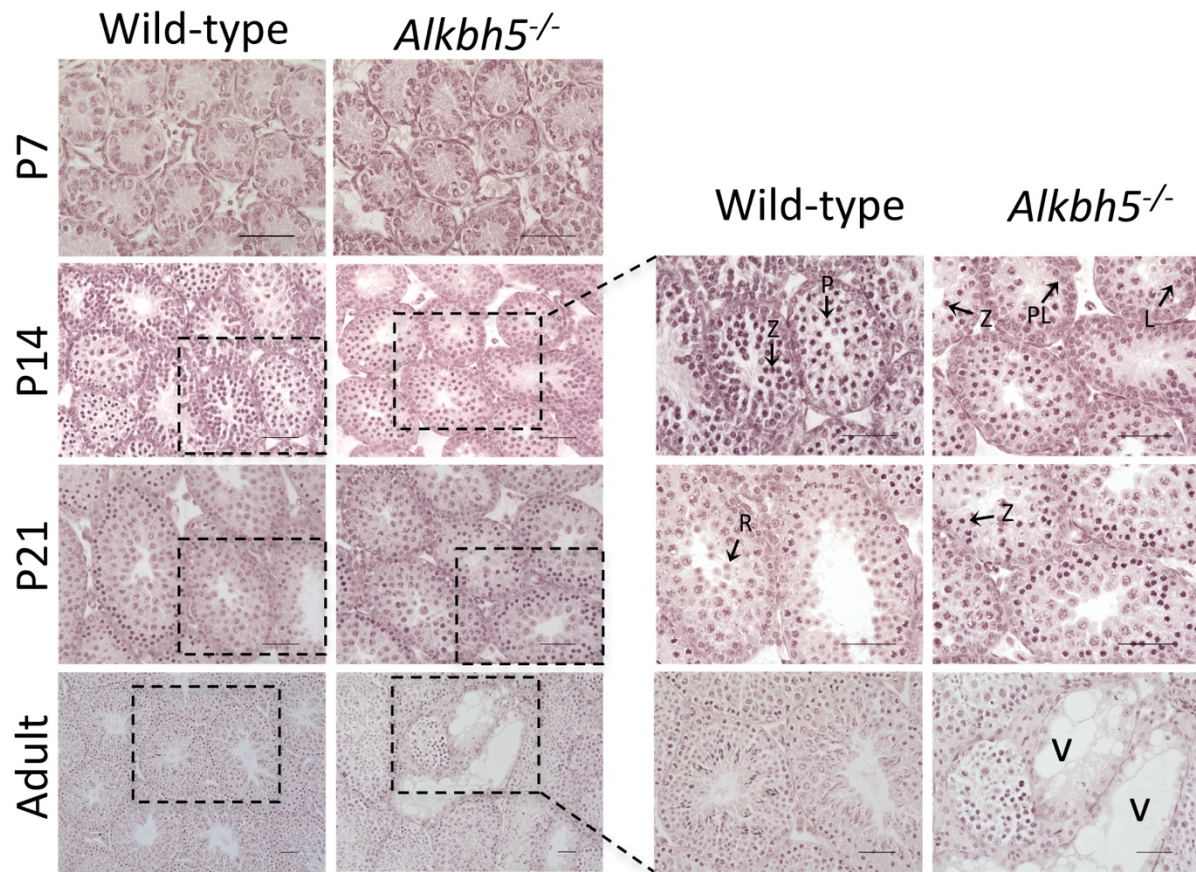 Wild-type Alkbh5-/-
P7
Wild-type Alkbh5-/-
P14
P
Z
Z
PL
L
P21
R
Z
Adult
V
V